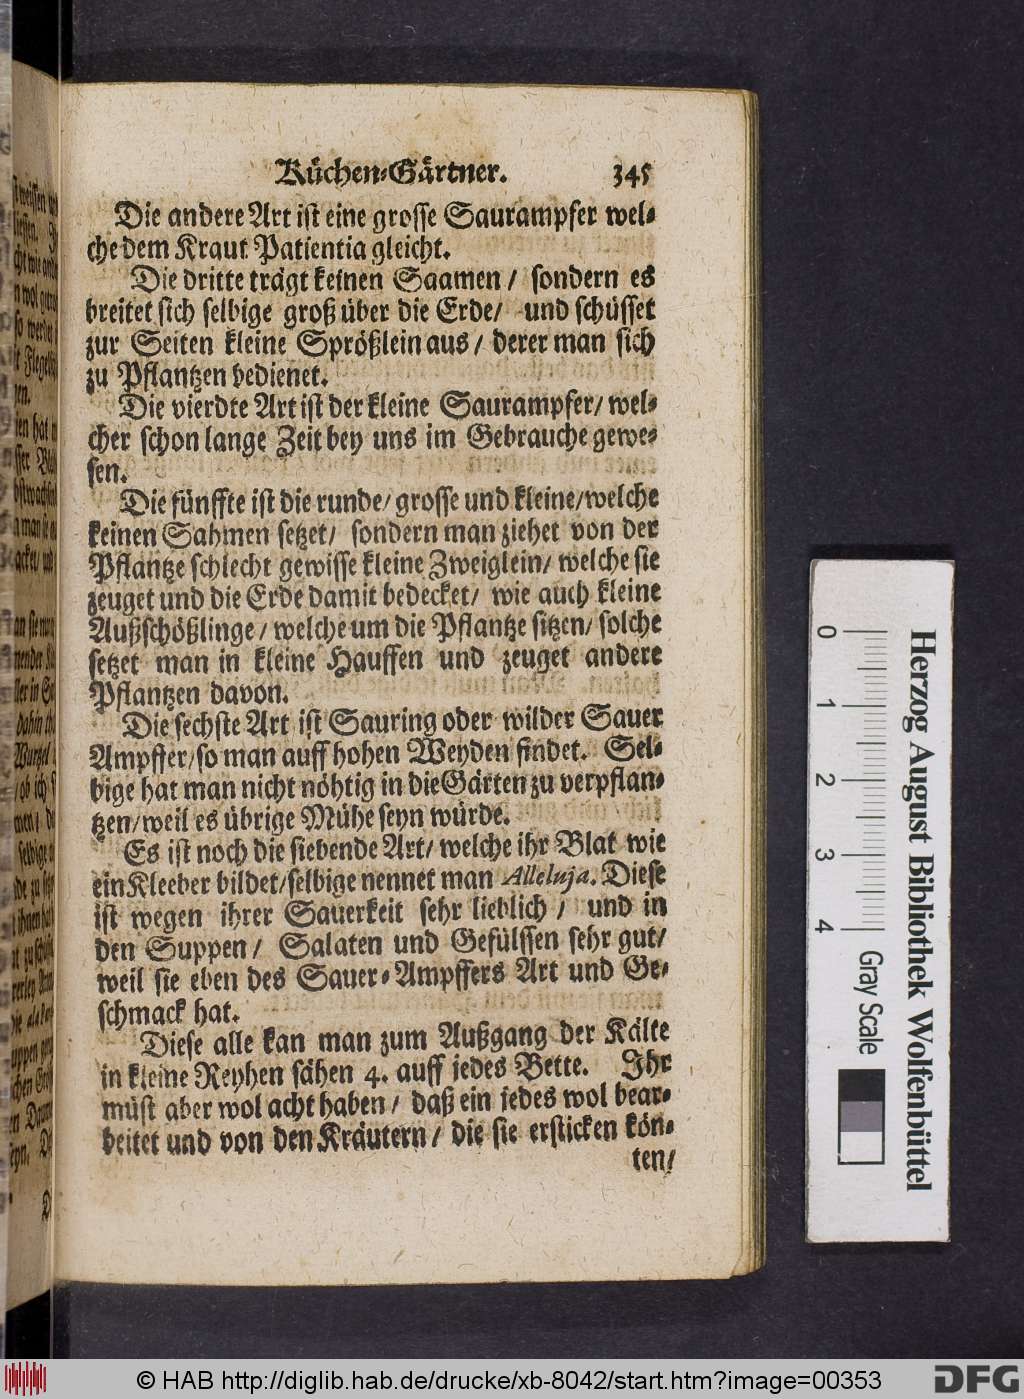 Küchen-Gärtner. 345
Die andere Art ist eine grosse Saurampfer wel-
che dem Kraut Patientia gleicht.
Die dritte trägt keinen Saamen / sondern es
breitet sich selbige groß über die Erde/ und schüsset
zur Seiten kleine Sprößlein aus / derer man sich
zu Pflantzen bedienet.
Die vierdte Art ist der kleine Saurampfer/ wel-
cher schon lange Zeit bey uns im Gebrauche gewe-
sen.
Die fünffte ist die runde/ grosse und kleine/welche
keinen Sahmen setzet/ sondern man ziehet von der
Pflantze schlecht gewisse kleine Zweiglein/ welche sie
zeuget und die Erde damit bedecket/ wie auch kleine
Außschößlinge / welche um die Pflantze sitzen/ solche
setzet man in kleine Hauffen und zeuget andere
Pflantzen davon.
Die sechste Art ist Sauring oder wilder Sauer
Ampffer/so man auff hohen Weyden findet. Sel-
bige hat man nicht nöhtig in die Gärten zu verpflan-
tzen/weil es übrige Mühe seyn würde.
Es ist noch die siebende Art/ welche ihr Blat wie
ein Kleeber bildet/selbige nennet man Alleluja. Diese
ist wegen ihrer Sauerkeit sehr lieblich / und in
den Suppen / Salaten und Gefülssen sehr gut/
weil sie eben des Sauer-Ampffers Art und Ge-
schmack hat.
Diese alle kan man zum Außgang der Kälte
in kleine Reyhen sähen 4. auff jedes Bette. Ihr
müst aber wol acht haben / daß ein jedes wol bear-
beitet und von den Kräutern / die sie ersticken kön-
ten/
Herzog August Bibliothek Wolfenbüttel
0 1 2 3 4
Gray Scale
© HAB http://diglib.hab.de/drucke/xb-8042/start.htm?image=00353
DFG